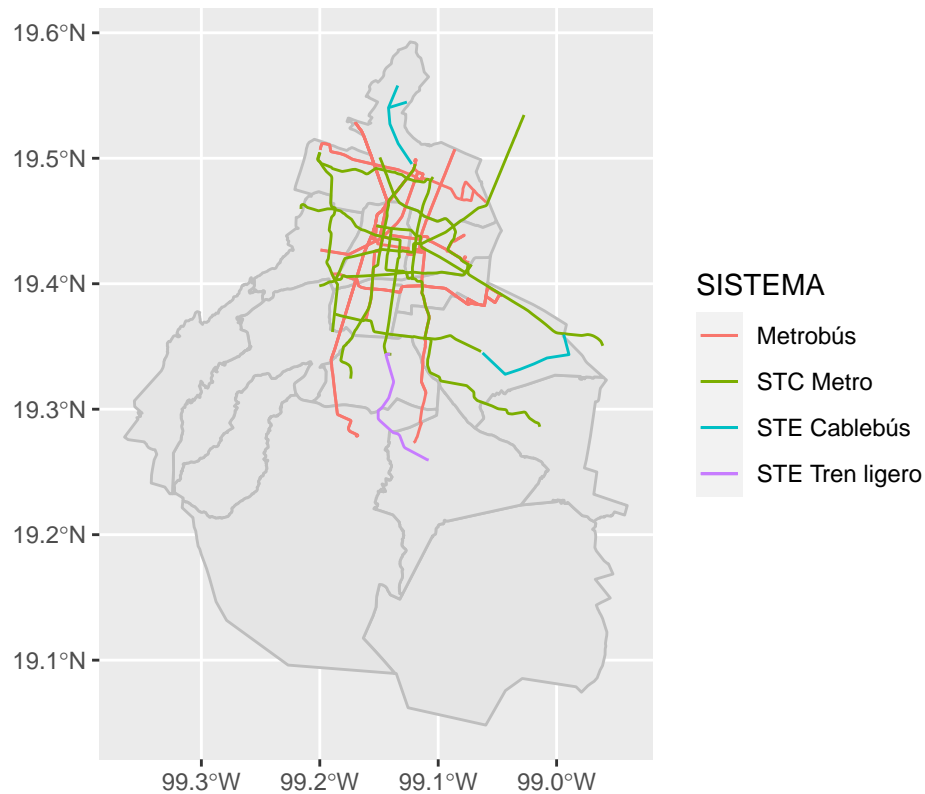 19.6°N
19.5°N
19.4°N
19.3°N
19.2°N
19.1°N
99.3°W 99.2°W 99.1°W 99.0°W
SISTEMA
Metrobús
STC Metro
STE Cablebús
STE Tren ligero